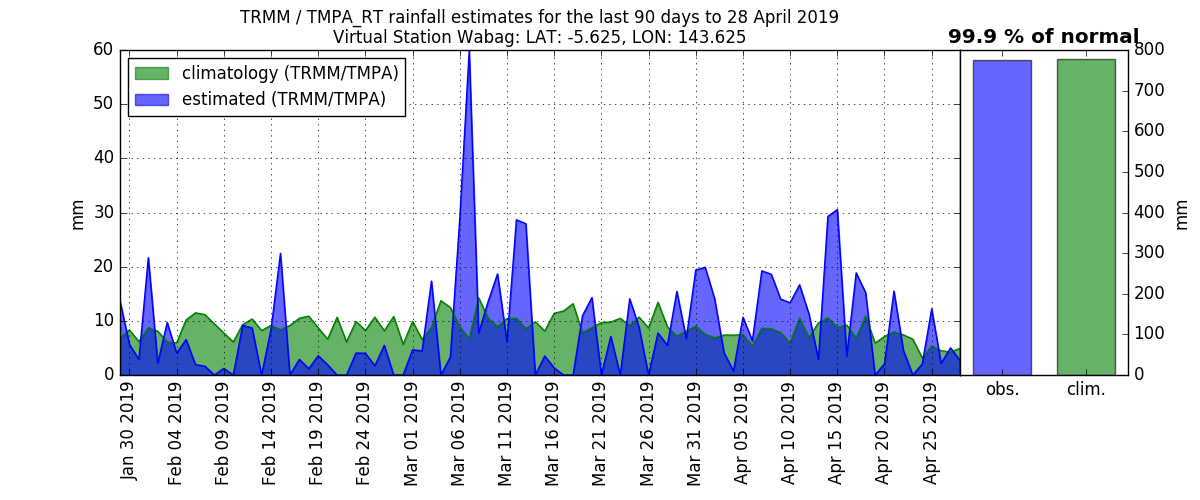 TRMM / TMPA_RT rainfall estimates for the last 90 days to 28 April 2019
Virtual Station Wabag: LAT: -5.625, LON: 143.625
99.9 % of normal
climatology (TRMM/TMPA)
estimated (TRMM/TMPA)
60
50
40
30
20
10
0
mm
Jan 30 2019
Feb 04 2019
Feb 09 2019
Feb 14 2019
Feb 19 2019
Feb 24 2019
Mar 01 2019
Mar 06 2019
Mar 11 2019
Mar 16 2019
Mar 21 2019
Mar 26 2019
Mar 31 2019
Apr 05 2019
Apr 10 2019
Apr 15 2019
Apr 20 2019
Apr 25 2019
obs.
clim.
800
700
600
500
400
300
200
100
0
mm